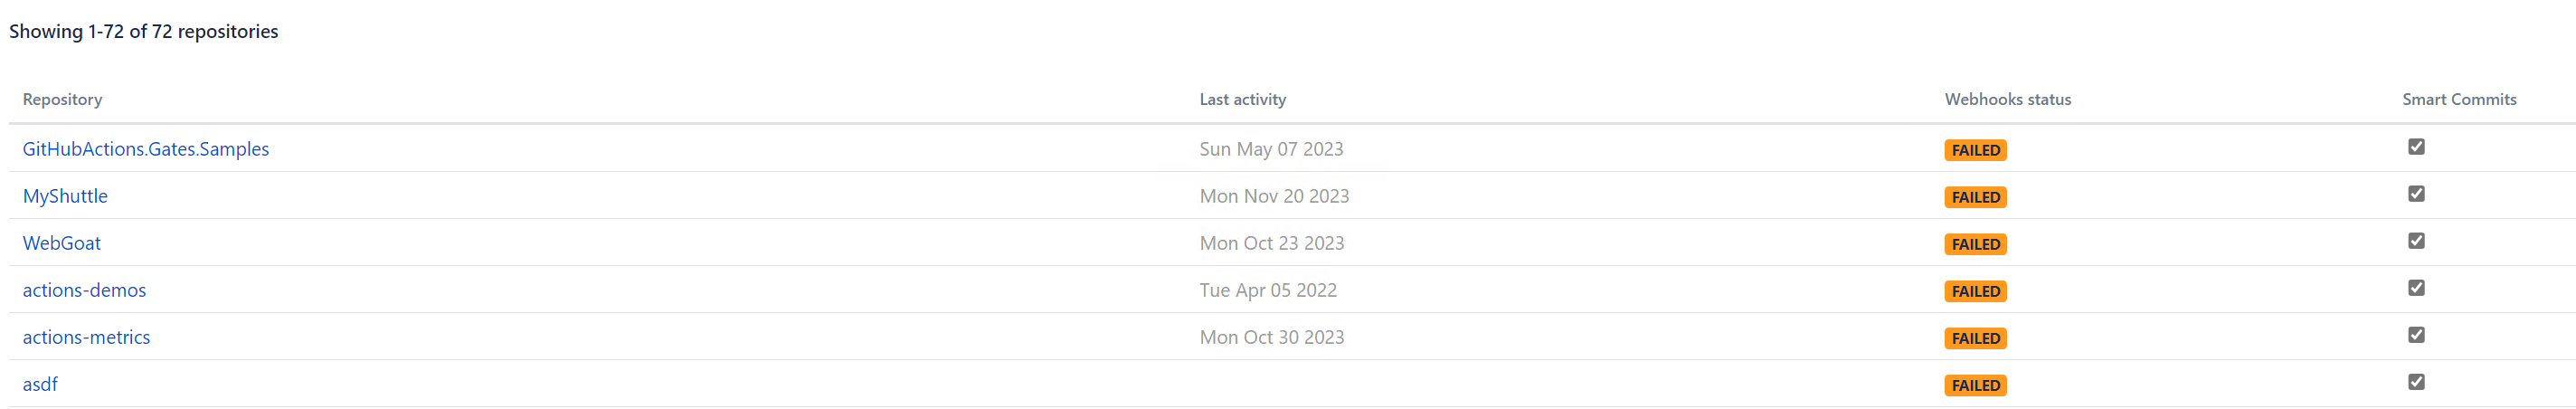 Showing 1-72 of 72 repositories
Repository Last activity Webhooks status Smart Commits
GitHubActions.Gates.Samples Sun May 07 2023 FAILED
MyShuttle Mon Nov 20 2023 FAILED
WebGoat Mon Oct 23 2023 FAILED
actions-demos Tue Apr 05 2022 FAILED
actions-metrics Mon Oct 30 2023 FAILED
asdf FAILED